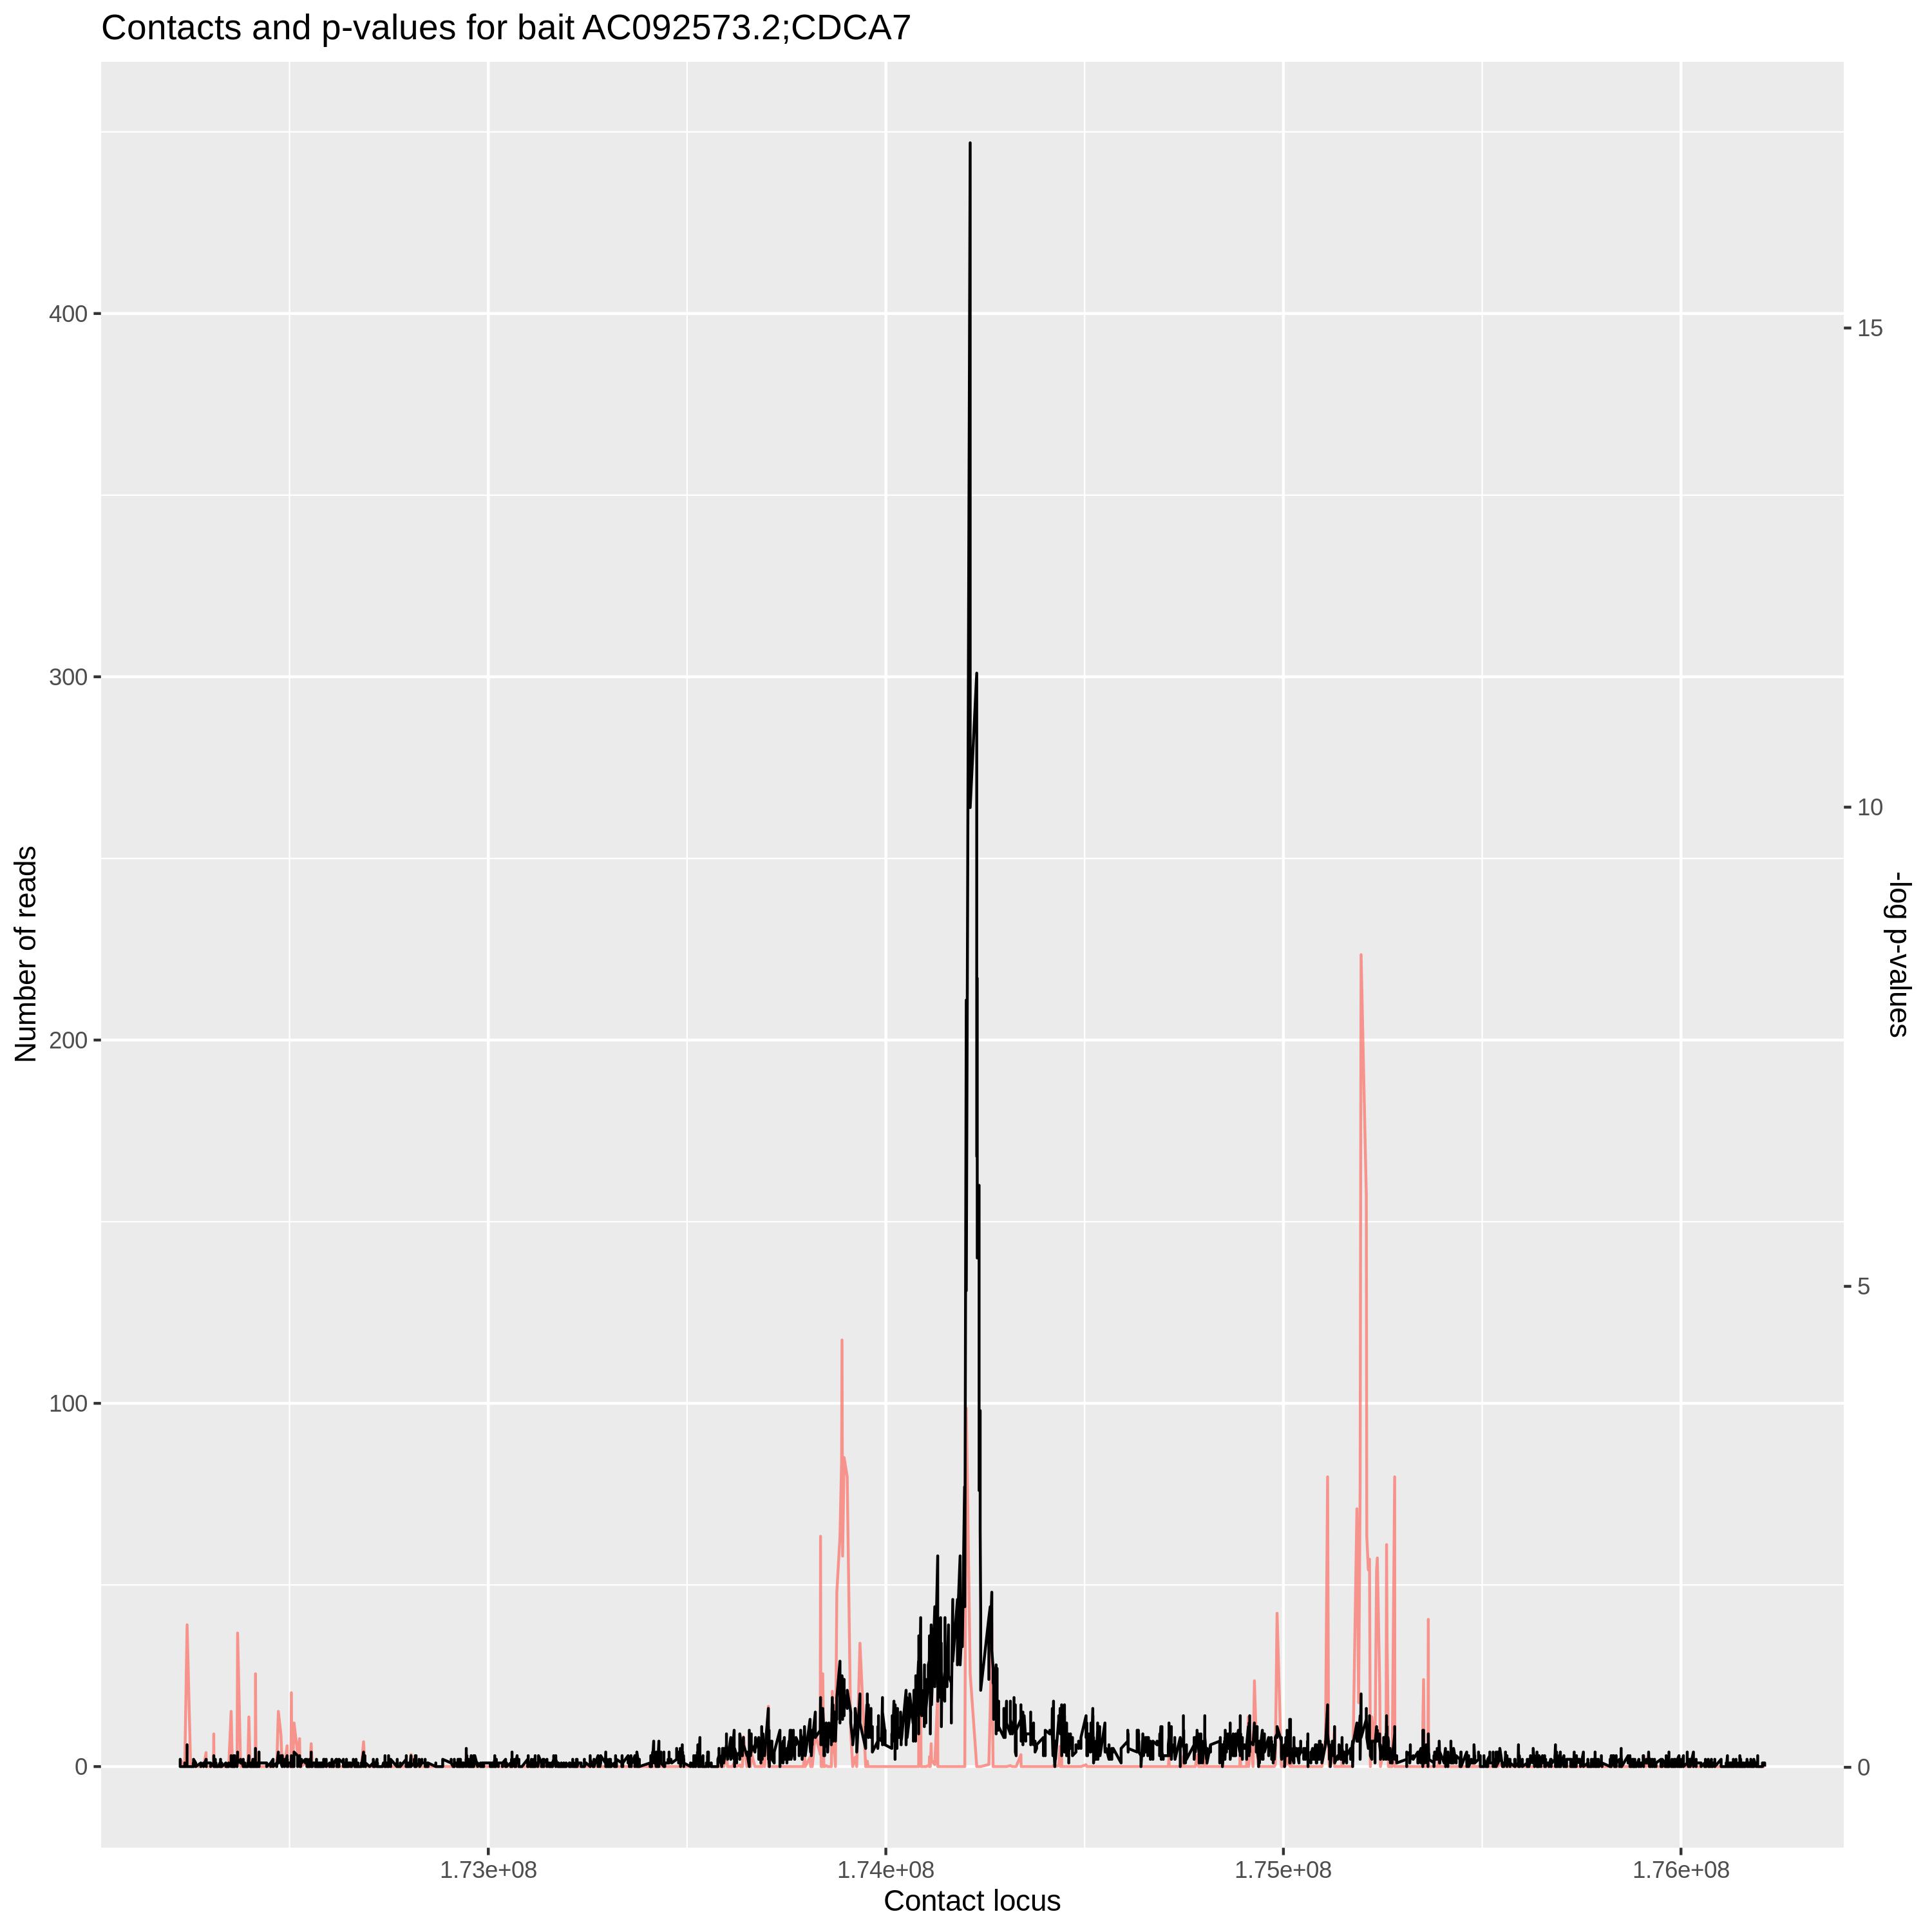 Contacts and p-values for bait AC092573.2;CDCA7
Number of reads
400
300
200
100
0
15
10
5
0
-log p-values
1.73e+08
1.74e+08
1.75e+08
1.76e+08
Contact locus